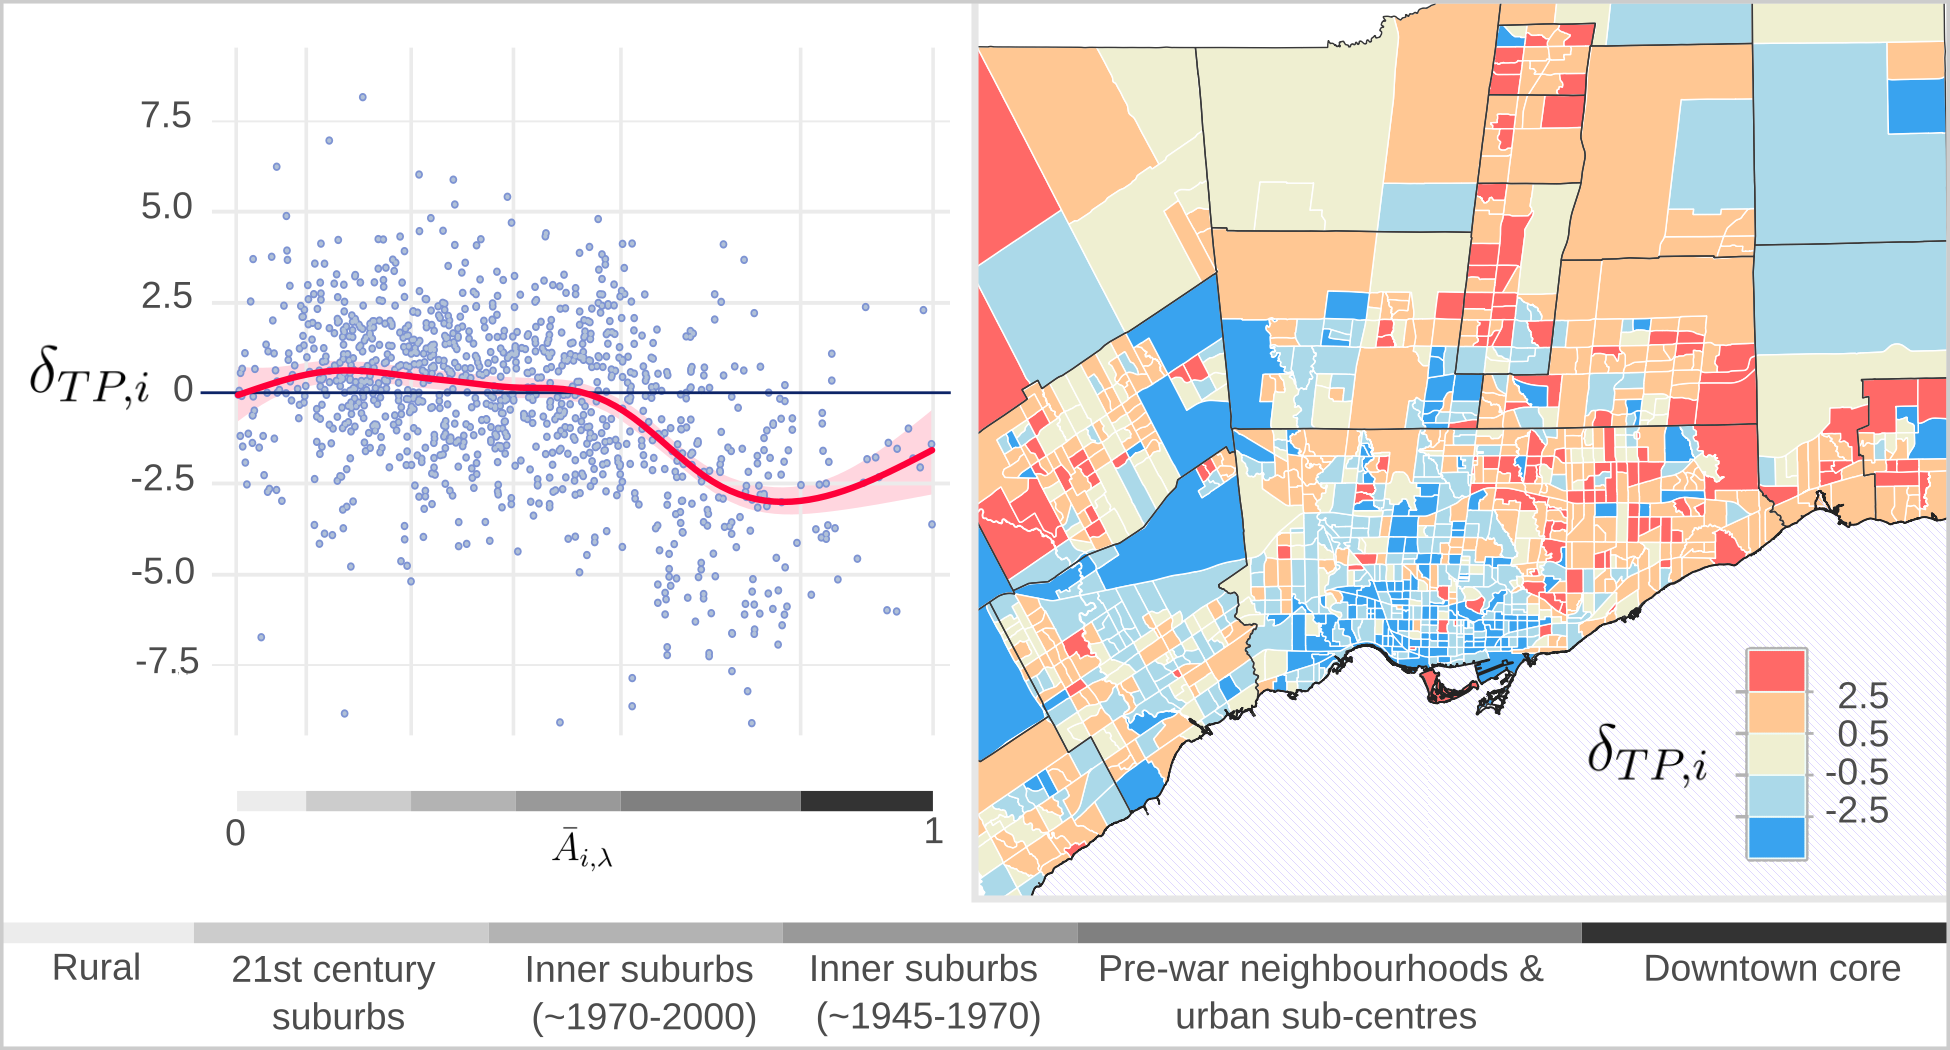 7.5
5.0
2.5
0
-2.5
-5.0
-7.5
δTP,i
0
1
Āi,λ
δTP,i
2.5
0.5
-0.5
-2.5
Rural
21st century
suburbs
Inner suburbs
(~1970-2000)
Inner suburbs
(~1945-1970)
Pre-war neighbourhoods &
urban sub-centres
Downtown core